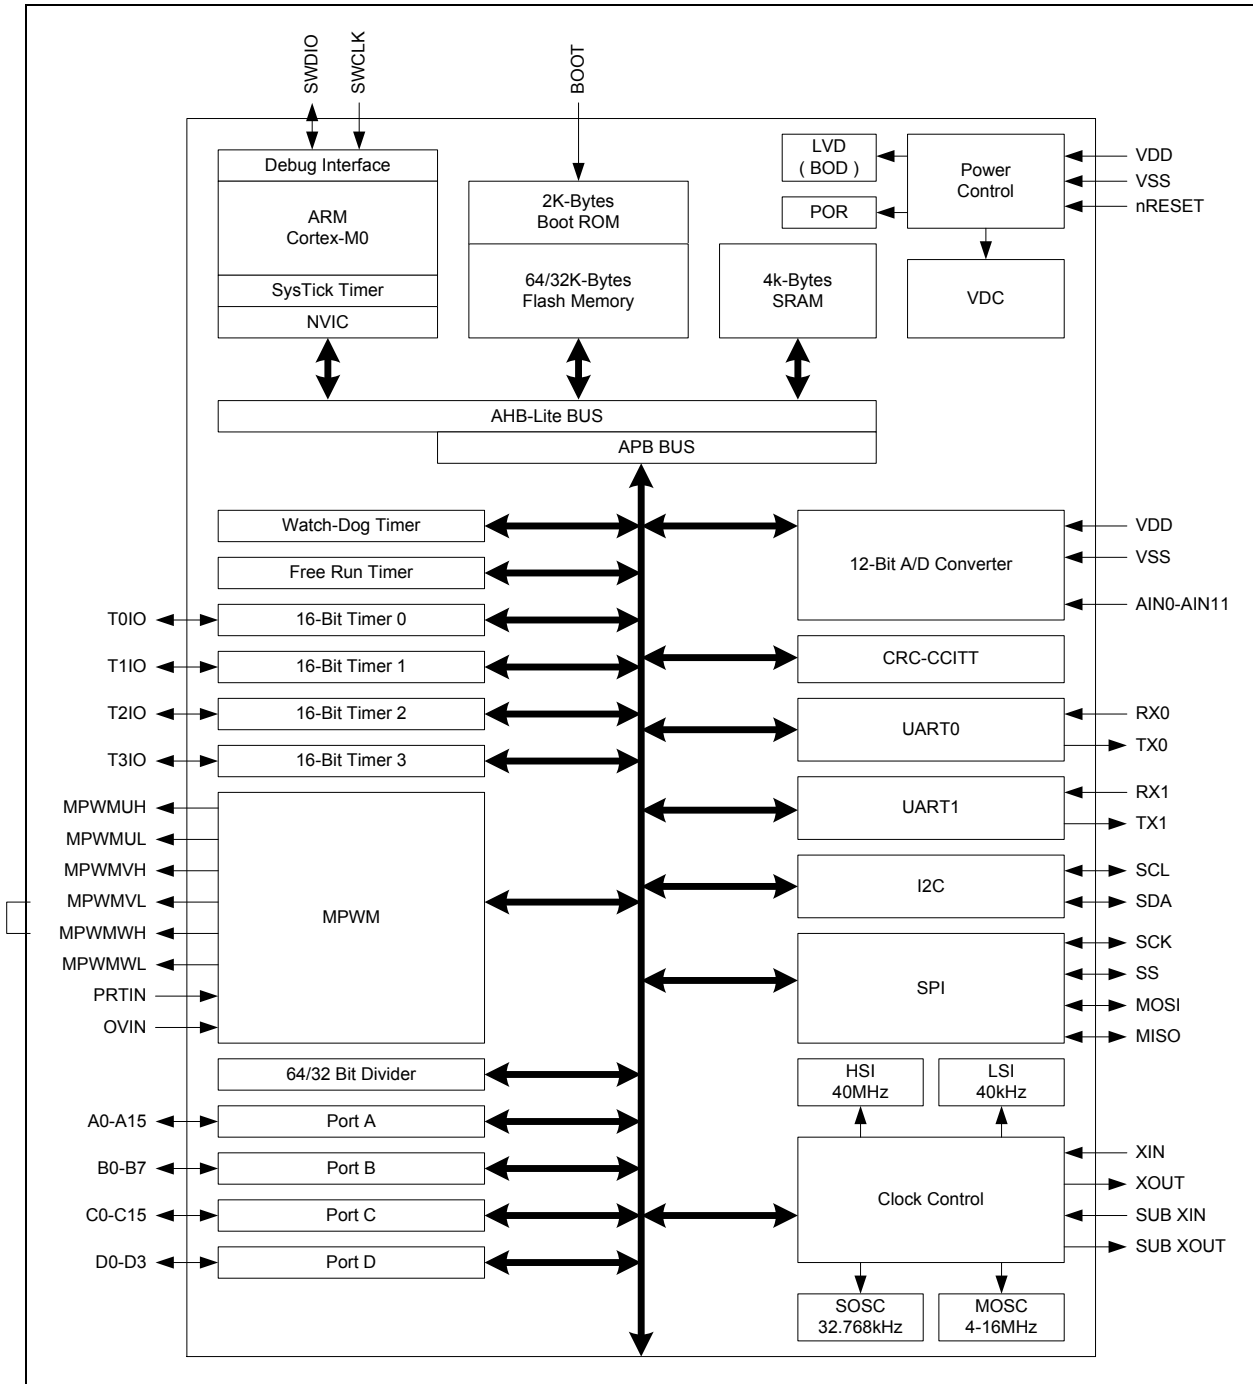 SWDIO
SWCLK
BOOT
Debug Interface
ARM
Cortex-M0
SysTick Timer
NVIC
2K-Bytes
Boot ROM
64/32K-Bytes
Flash Memory
4k-Bytes
SRAM
LVD
( BOD )
POR
Power
Control
VDC
VDD
VSS
nRESET
AHB-Lite BUS
APB BUS
Watch-Dog Timer
Free Run Timer
T0IO
16-Bit Timer 0
T1IO
16-Bit Timer 1
T2IO
16-Bit Timer 2
T3IO
16-Bit Timer 3
MPWMUH
MPWMUL
MPWMVH
MPWMVL
MPWMWH
MPWMWL
PRTIN
OVIN
MPWM
64/32 Bit Divider
A0-A15
Port A
B0-B7
Port B
C0-C15
Port C
D0-D3
Port D
12-Bit A/D Converter
VDD
VSS
AIN0-AIN11
CRC-CCITT
UART0
RX0
TX0
UART1
RX1
TX1
I2C
SCL
SDA
SPI
SCK
SS
MOSI
MISO
HSI
40MHz
LSI
40kHz
Clock Control
XIN
XOUT
SUB XIN
SUB XOUT
SOSC
32.768kHz
MOSC
4-16MHz